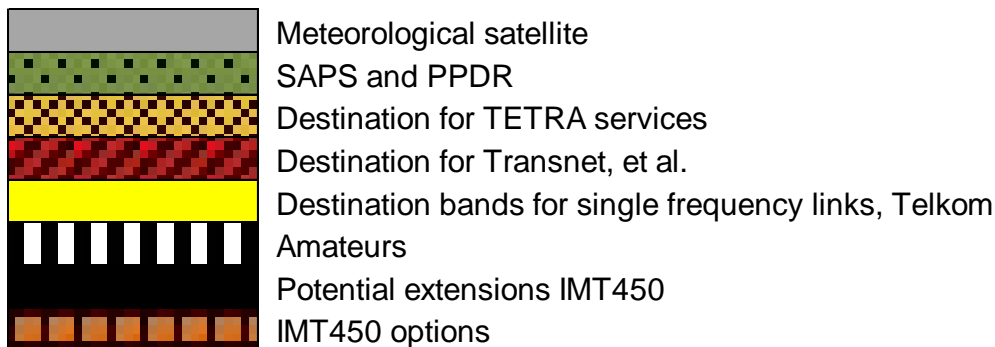 Meteorological satellite
SAPS and PPDR
Destination for TETRA services
Destination for Transnet, et al.
Destination bands for single frequency links, Telkom
Amateurs
Potential extensions IMT450
IMT450 options